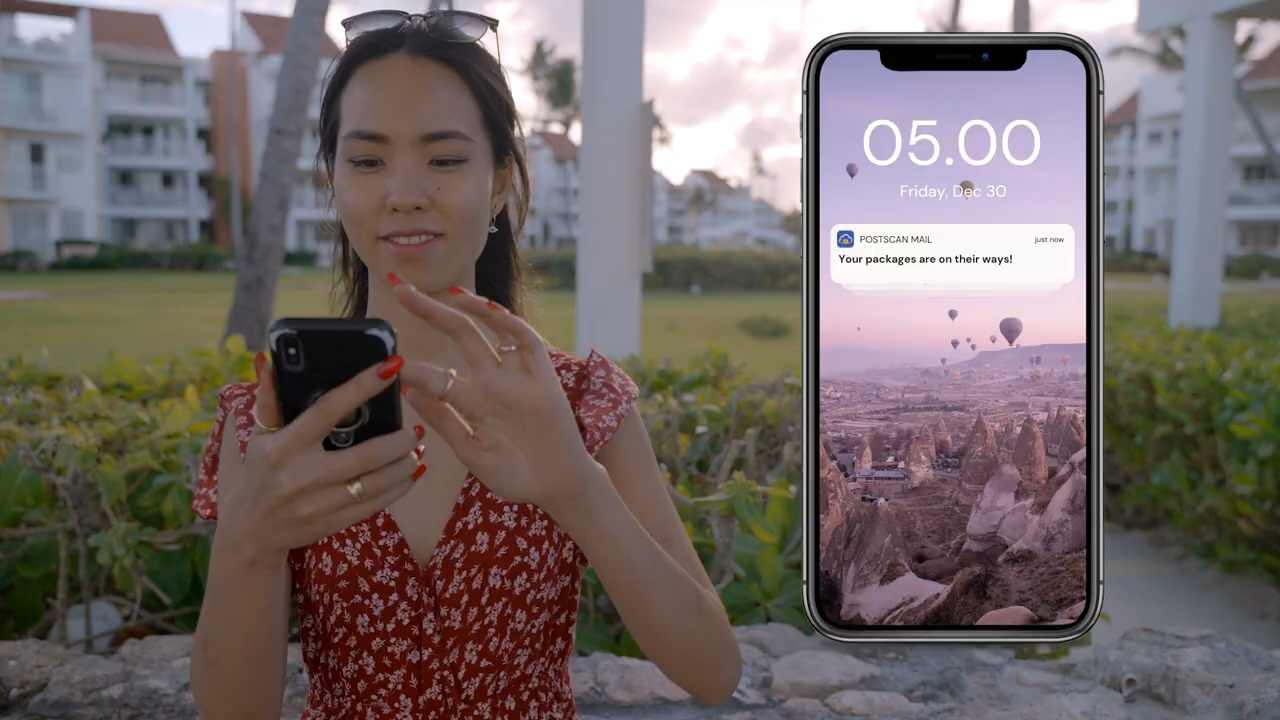 05.00
Friday, Dec 30
POSTSCAN MAIL just now
Your packages are on their ways!